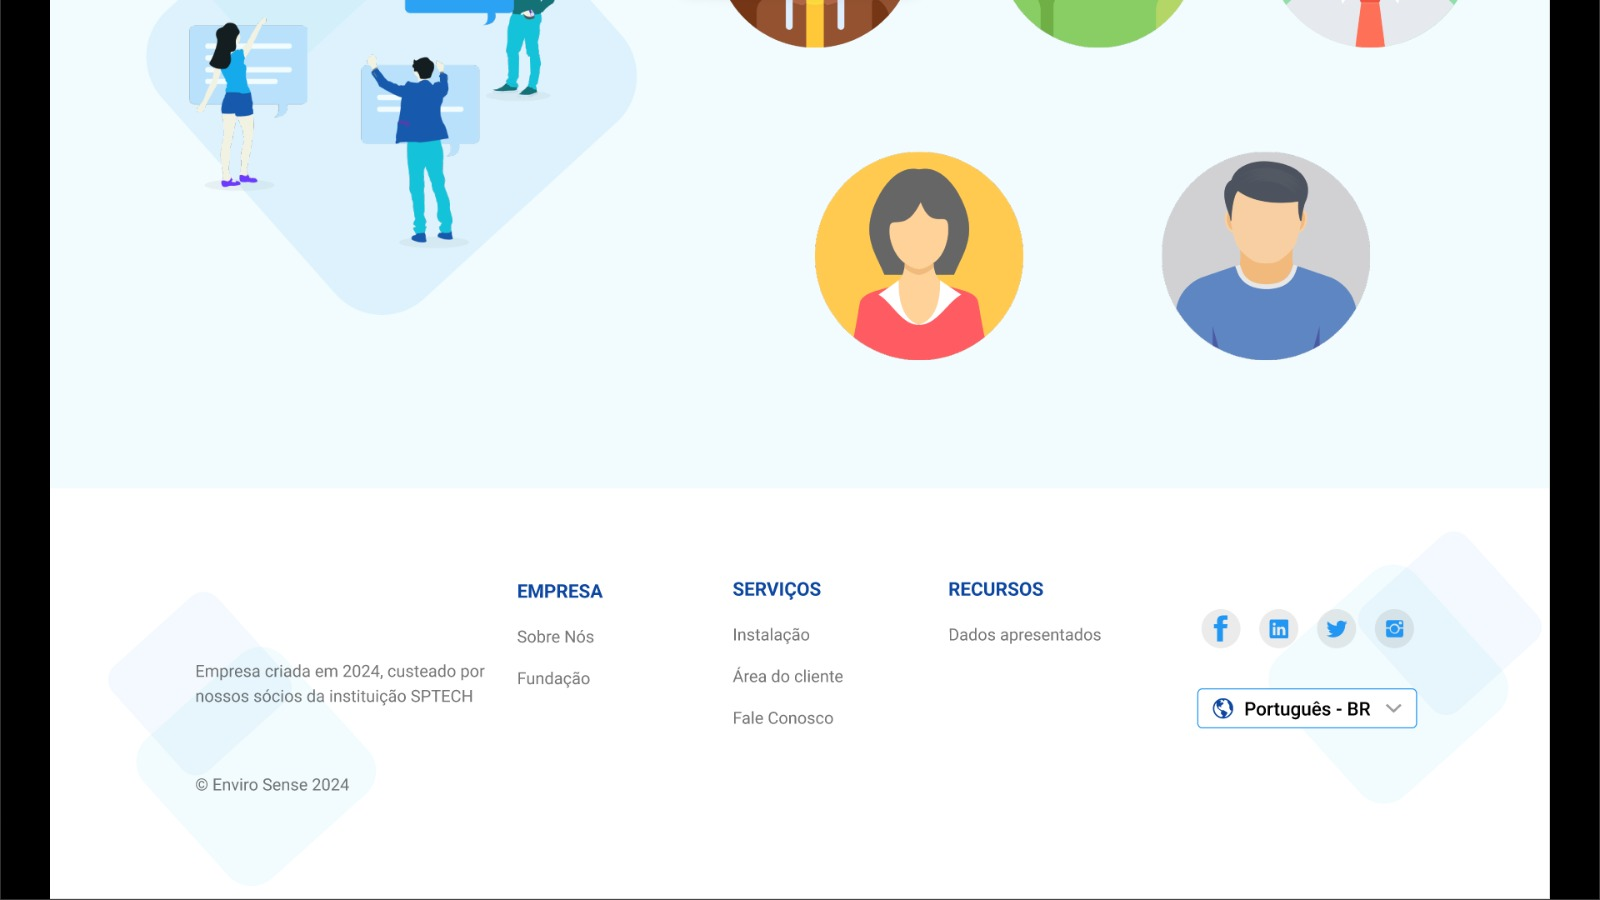 EMPRESA
Sobre Nós
Fundação
SERVIÇOS
Instalação
Área do cliente
Fale Conosco
RECURSOS
Dados apresentados
Empresa criada em 2024, custeado por
nossos sócios da instituição SPTECH
© Enviro Sense 2024
Português - BR